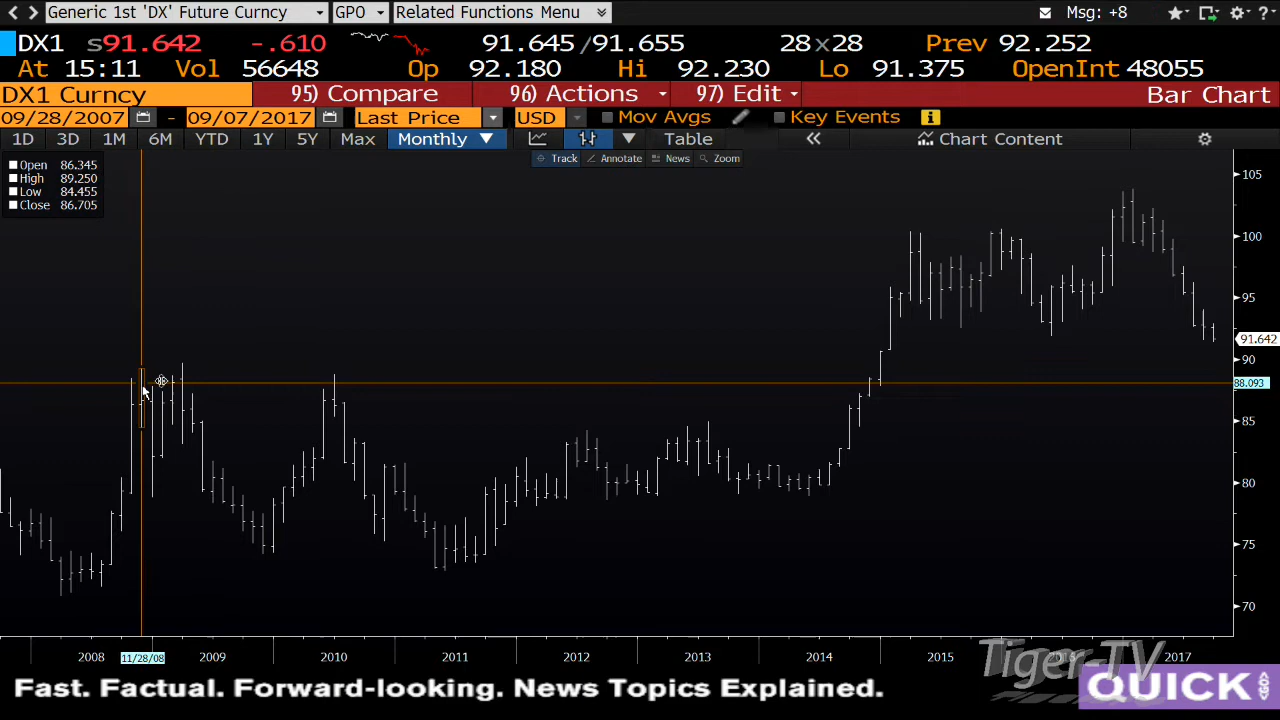 Generic 1st 'DX' Future Curncy GPO Related Functions Menu Msg: +8
DX1 s91.642 -.610 91.645/91.655 28x28 Prev 92.252
At 15:11 Vol 56648 Op 92.180 Hi 92.230 Lo 91.375 OpenInt 48055
DX1 Curncy 95) Compare 96) Actions 97) Edit Bar Chart
09/28/2007 - 09/07/2017 Last Price USD Mov Avgs Key Events
1D 3D 1M 6M YTD 1Y 5Y Max Monthly Table Chart Content
Track Annotate News Zoom
Open 86.345
High 89.250
Low 84.455
Close 86.705
105
100
95
91.642
90
88.093
85
80
75
70
2008 11/28/08 2009 2010 2011 2012 2013 2014 2015 2016 2017
Tiger-TV
Fast. Factual. Forward-looking. News Topics Explained.
QUICK